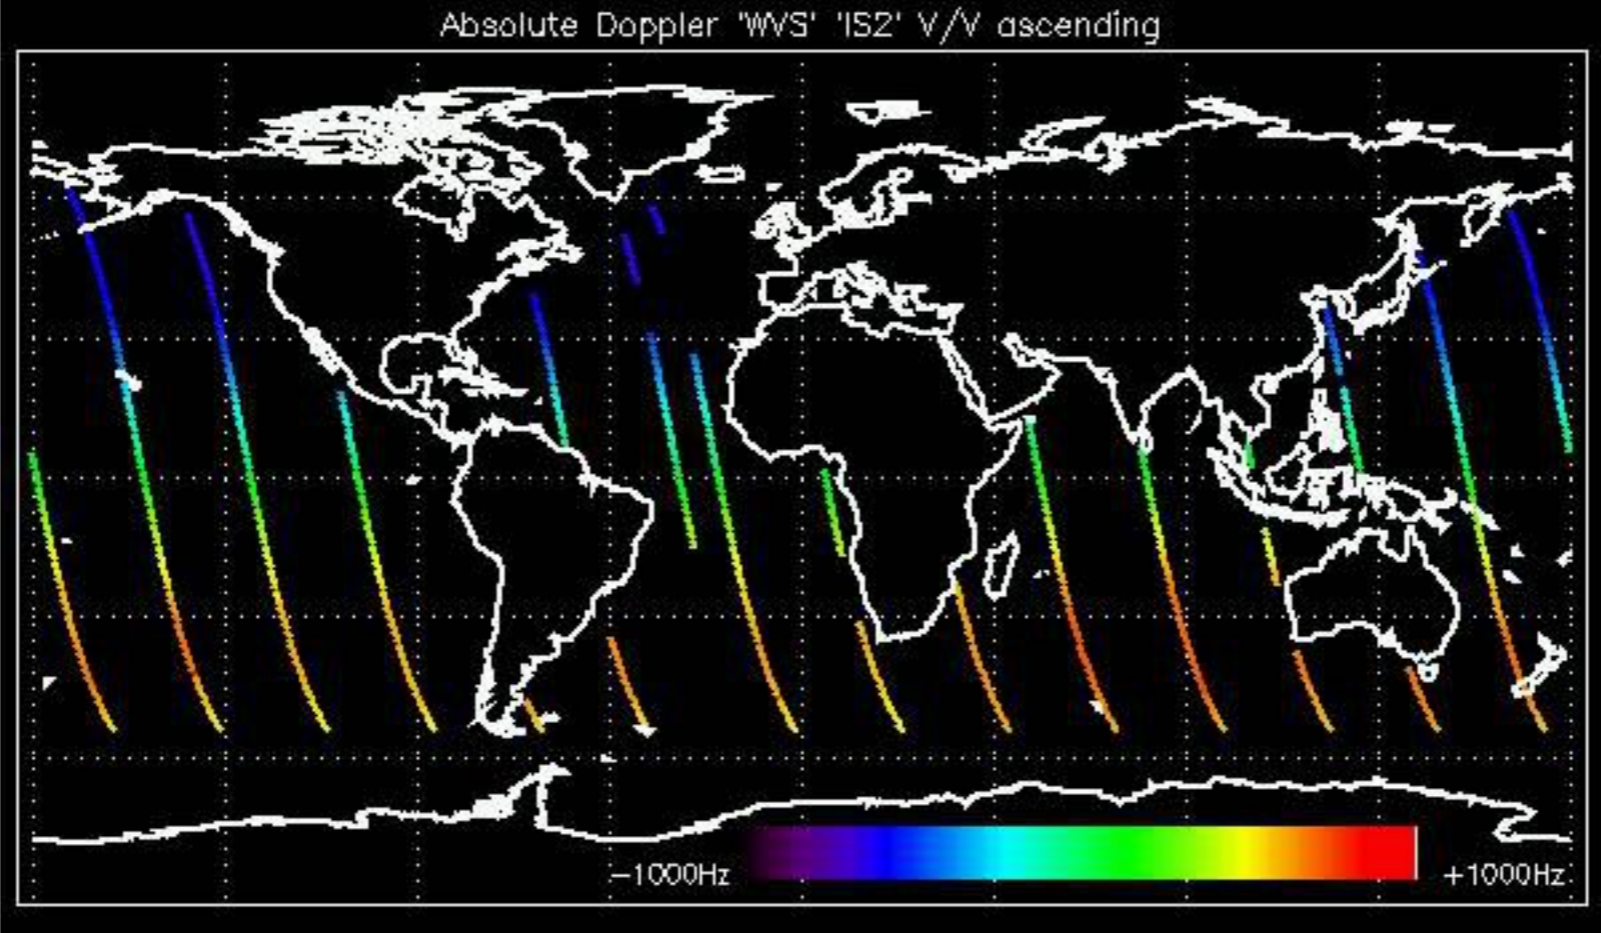 Absolute Doppler 'WVS' 'IS2' V/V ascending
−1000Hz +1000Hz